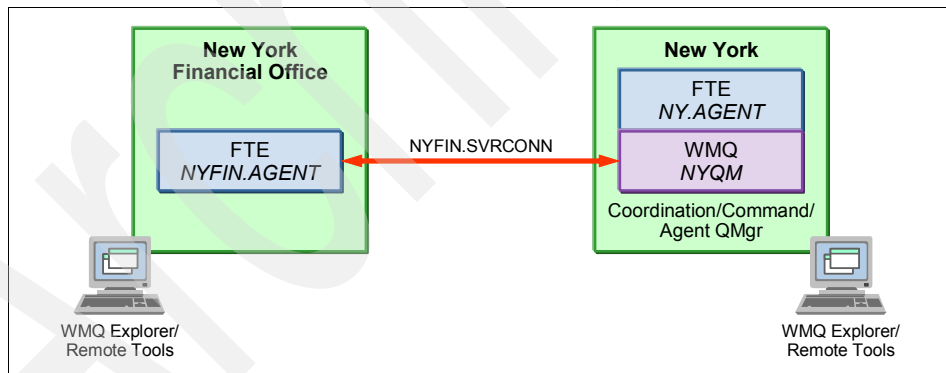 New York
Financial Office
FTE
NYFIN.AGENT
NYFIN.SVRCONN
New York
FTE
NY.AGENT
WMQ
NYQM
Coordination/Command/
Agent QMgr
WMQ Explorer/
Remote Tools
WMQ Explorer/
Remote Tools